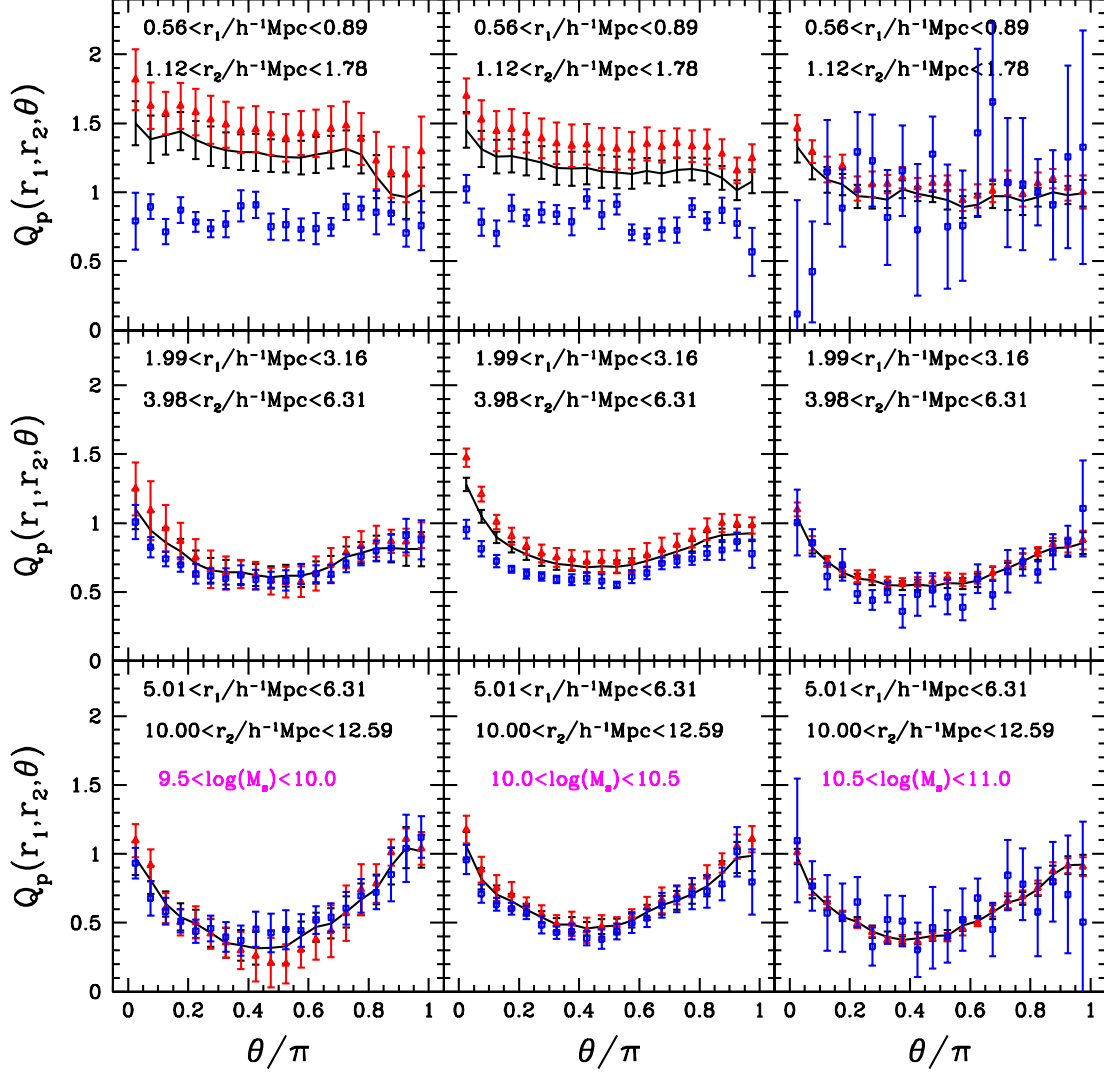 0.56<r₁/h⁻¹Mpc<0.89
1.12<r₂/h⁻¹Mpc<1.78
0.56<r₁/h⁻¹Mpc<0.89
1.12<r₂/h⁻¹Mpc<1.78
0.56<r₁/h⁻¹Mpc<0.89
1.12<r₂/h⁻¹Mpc<1.78
Qₚ(r₁,r₂,θ)
2
1.5
1
0.5
0
1.99<r₁/h⁻¹Mpc<3.16
3.98<r₂/h⁻¹Mpc<6.31
1.99<r₁/h⁻¹Mpc<3.16
3.98<r₂/h⁻¹Mpc<6.31
1.99<r₁/h⁻¹Mpc<3.16
3.98<r₂/h⁻¹Mpc<6.31
Qₚ(r₁,r₂,θ)
2
1.5
1
0.5
0
5.01<r₁/h⁻¹Mpc<6.31
10.00<r₂/h⁻¹Mpc<12.59
9.5<log(Mₛ)<10.0
5.01<r₁/h⁻¹Mpc<6.31
10.00<r₂/h⁻¹Mpc<12.59
10.0<log(Mₛ)<10.5
5.01<r₁/h⁻¹Mpc<6.31
10.00<r₂/h⁻¹Mpc<12.59
10.5<log(Mₛ)<11.0
Qₚ(r₁,r₂,θ)
2
1.5
1
0.5
0
0 0.2 0.4 0.6 0.8 1
0 0.2 0.4 0.6 0.8 1
0 0.2 0.4 0.6 0.8 1
θ/π
θ/π
θ/π